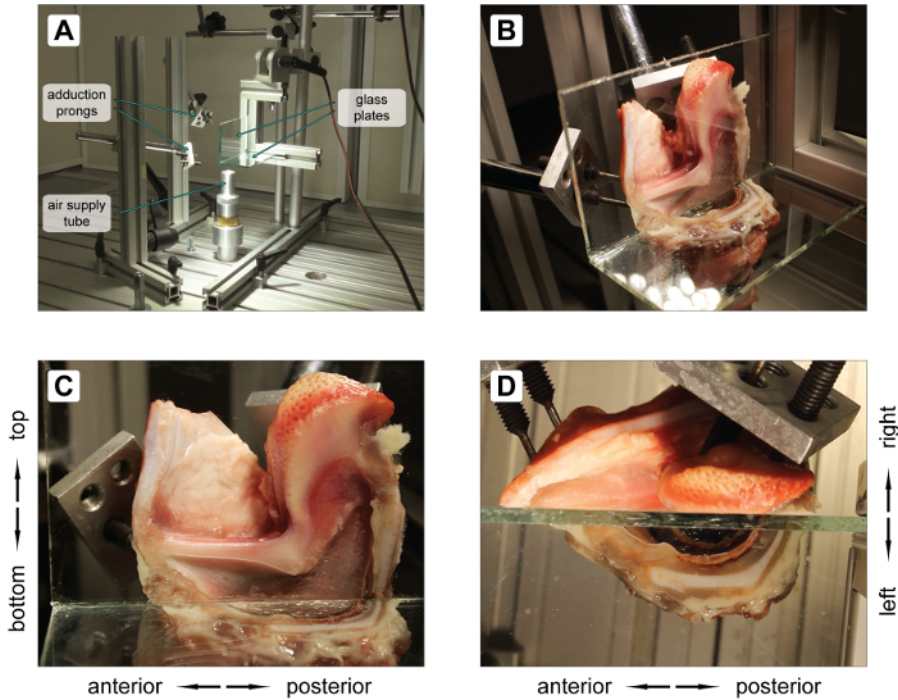 A
adduction
prongs
glass
plates
air supply
tube
B
C
D
top
bottom
right
left
anterior
posterior
anterior
posterior